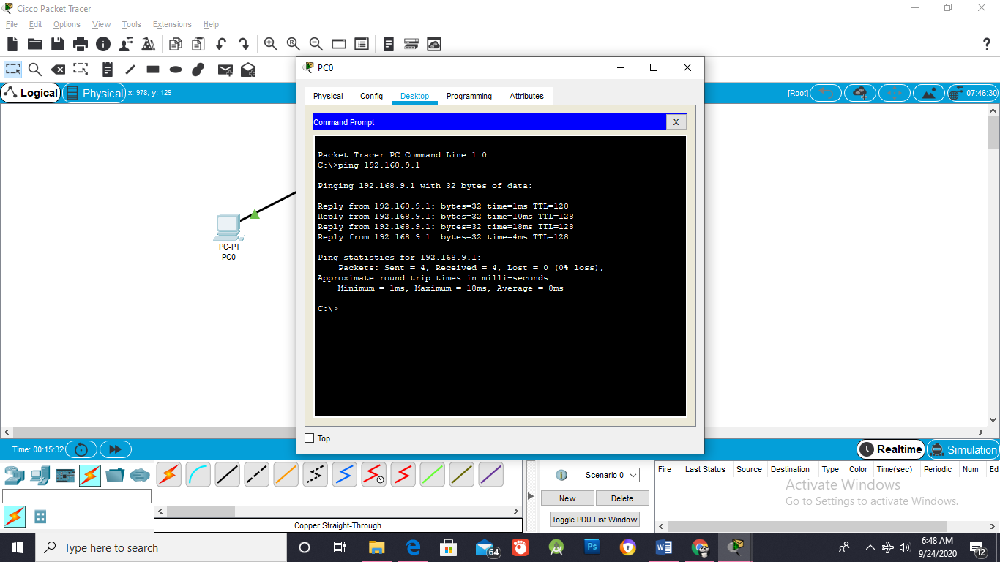 Cisco Packet Tracer
File Edit Options View Tools Extensions Help
Logical
Physical
x: 978, y: 129
[Root]
07:46:30
PC0
Physical Config Desktop Programming Attributes
Command Prompt
X
Packet Tracer PC Command Line 1.0
C:\>ping 192.168.9.1
Pinging 192.168.9.1 with 32 bytes of data:
Reply from 192.168.9.1: bytes=32 time=1ms TTL=128
Reply from 192.168.9.1: bytes=32 time=10ms TTL=128
Reply from 192.168.9.1: bytes=32 time=18ms TTL=128
Reply from 192.168.9.1: bytes=32 time=4ms TTL=128
Ping statistics for 192.168.9.1:
Packets: Sent = 4, Received = 4, Lost = 0 (0% loss),
Approximate round trip times in milli-seconds:
Minimum = 1ms, Maximum = 18ms, Average = 8ms
C:\>
Top
PC-PT
PC0
Time: 00:15:32
Realtime
Simulation
Copper Straight-Through
Scenario 0
New
Delete
Toggle PDU List Window
Fire Last Status Source Destination Type Color Time(sec) Periodic Num Ed
Activate Windows
Go to Settings to activate Windows.
Type here to search
64
Ps
6:48 AM
9/24/2020
12